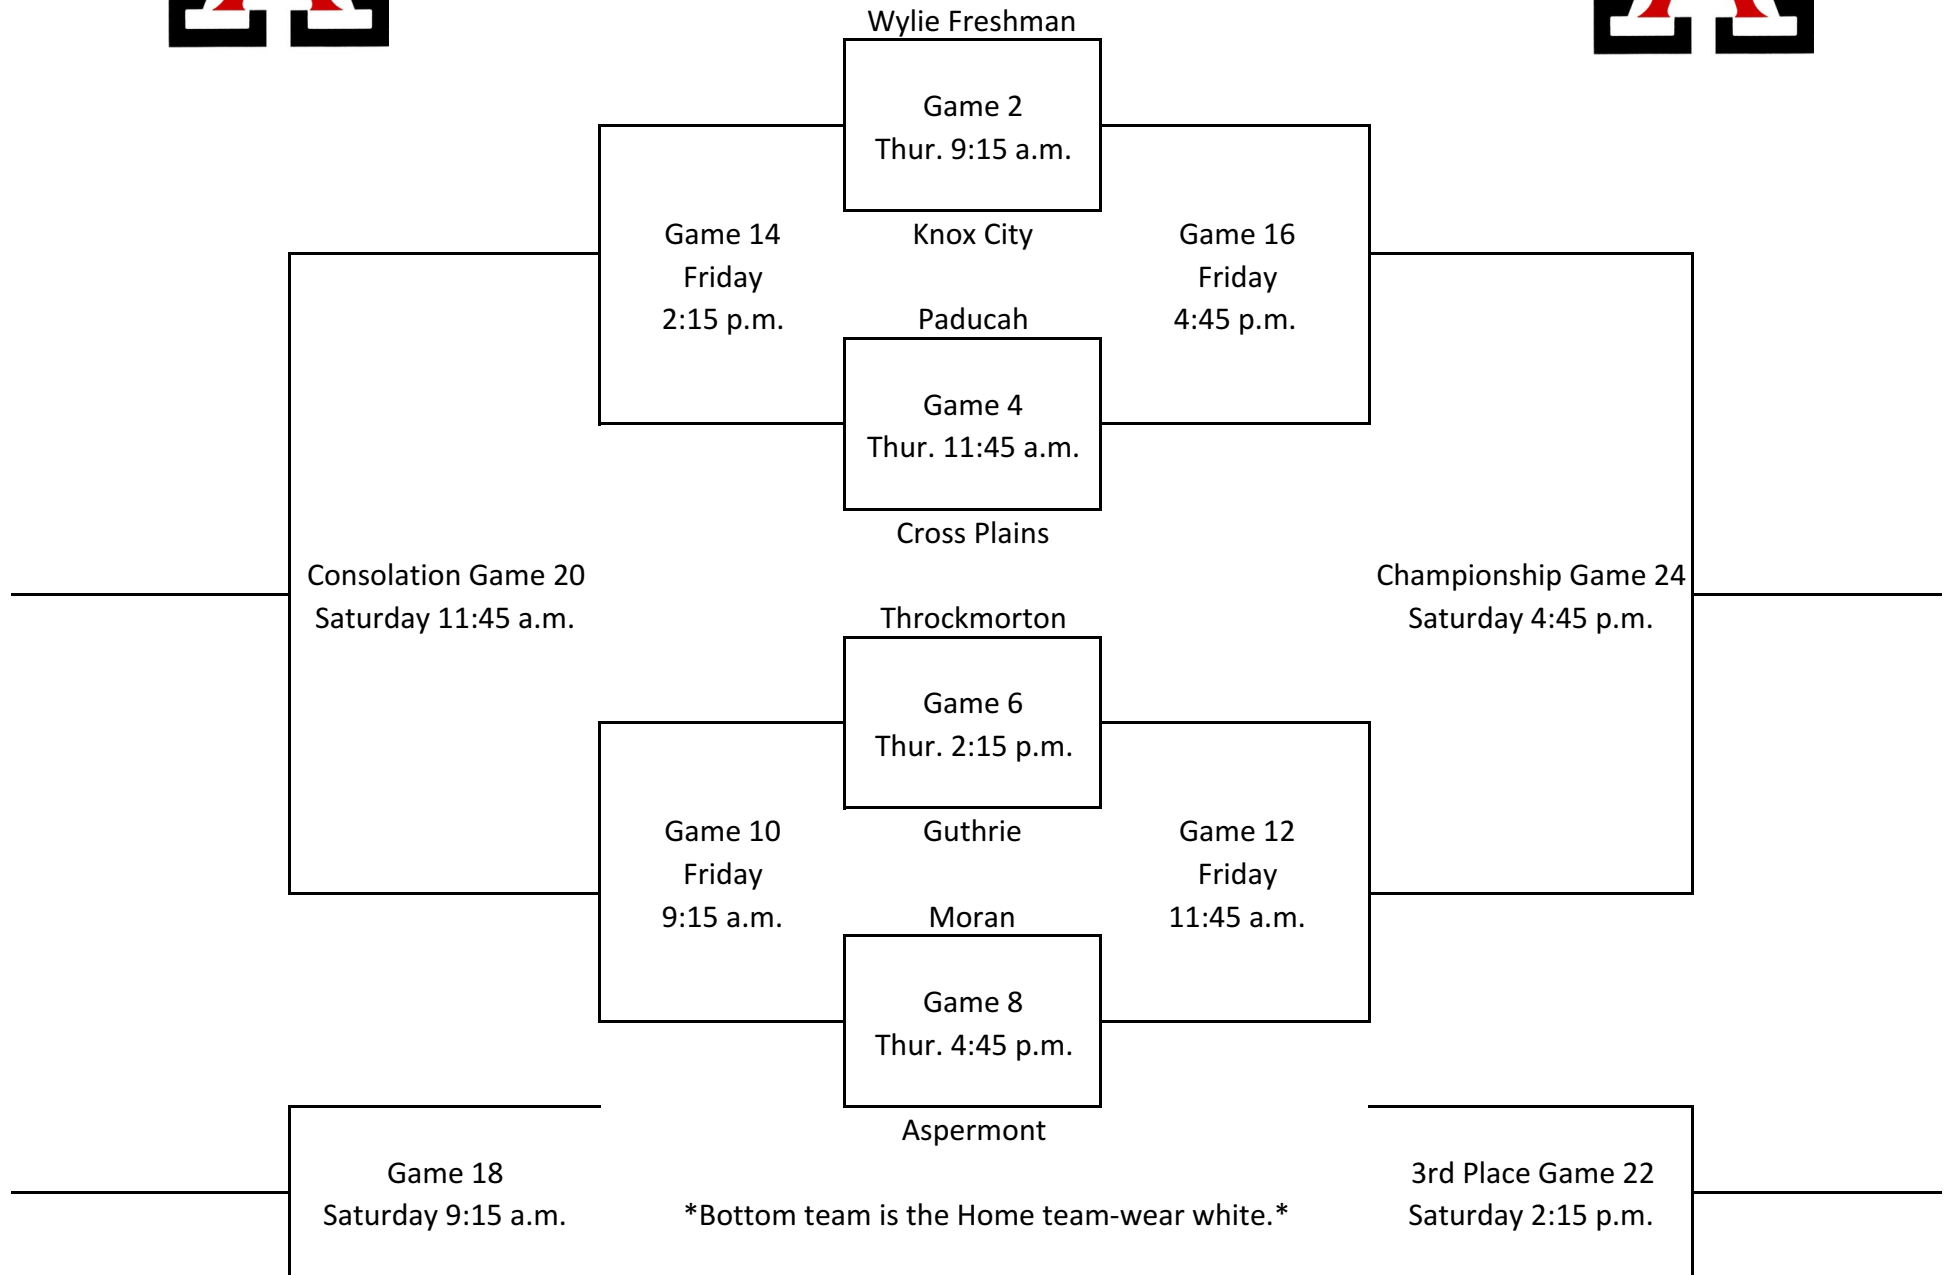 Wylie Freshman
Game 2
Thur. 9:15 a.m.
Game 14
Friday
2:15 p.m.
Knox City
Game 16
Friday
4:45 p.m.
Paducah
Game 4
Thur. 11:45 a.m.
Cross Plains
Consolation Game 20
Saturday 11:45 a.m.
Championship Game 24
Saturday 4:45 p.m.
Throckmorton
Game 6
Thur. 2:15 p.m.
Game 10
Friday
9:15 a.m.
Guthrie
Game 12
Friday
11:45 a.m.
Moran
Game 8
Thur. 4:45 p.m.
Aspermont
Game 18
Saturday 9:15 a.m.
*Bottom team is the Home team-wear white.*
3rd Place Game 22
Saturday 2:15 p.m.